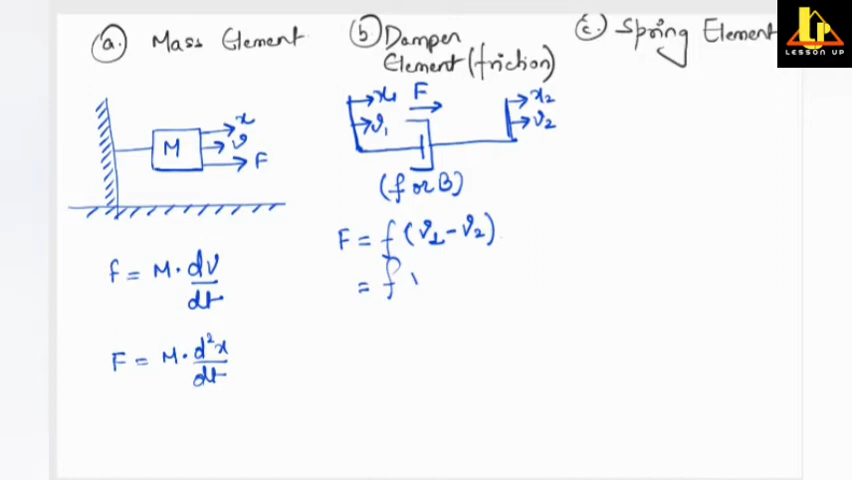 (a.) Mass Element
(b) Damper
Element (friction)
(c) Spring Element
LESSON UP
x
v
M
F
x₁
F
v₁
x₂
v₂
(f or B)
f = M. dv/dt
F = M. d²x/dt
F = f (v₁ - v₂)
= f